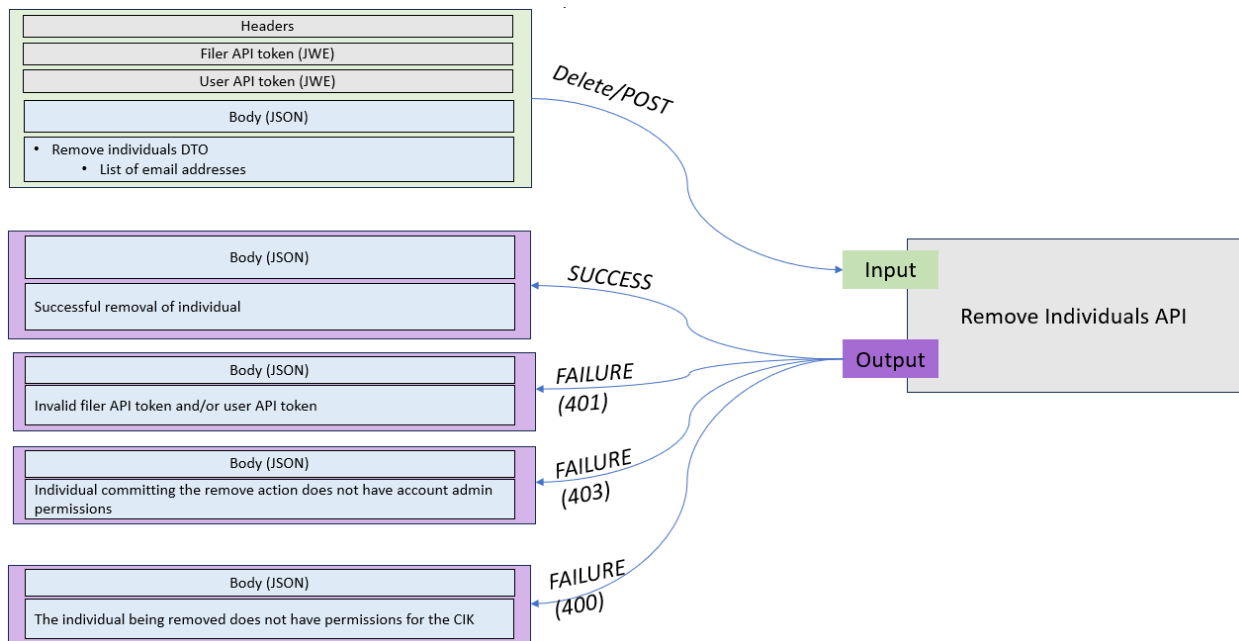 Headers
Filer API token (JWE)
User API token (JWE)
Body (JSON)
• Remove individuals DTO
• List of email addresses
Delete/POST
Body (JSON)
Successful removal of individual
SUCCESS
Input
Remove Individuals API
Output
Body (JSON)
Invalid filer API token and/or user API token
FAILURE
(401)
Body (JSON)
Individual committing the remove action does not have account admin
permissions
FAILURE
(403)
Body (JSON)
The individual being removed does not have permissions for the CIK
FAILURE
(400)